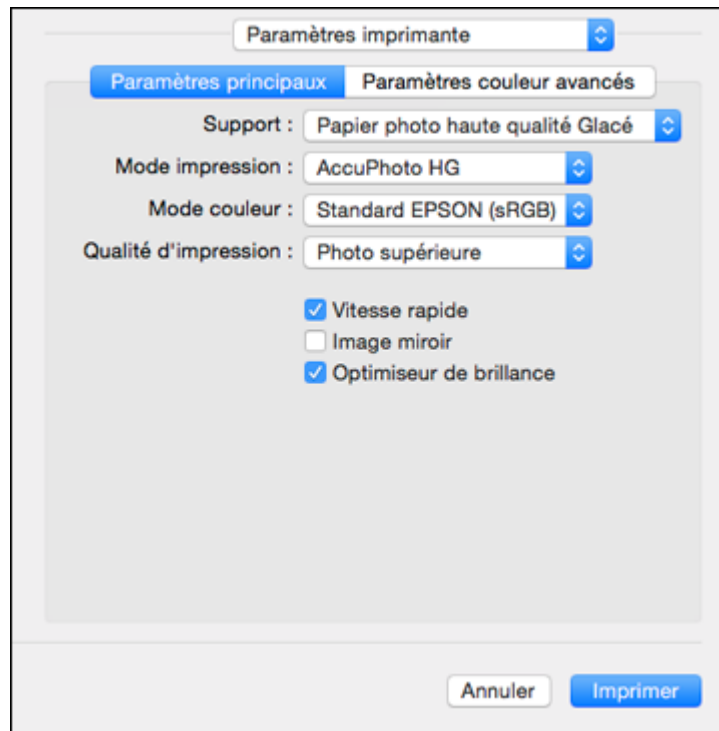 Paramètres imprimante
Paramètres principaux Paramètres couleur avancés
Support : Papier photo haute qualité Glacé
Mode impression : AccuPhoto HG
Mode couleur : Standard EPSON (sRGB)
Qualité d'impression : Photo supérieure
Vitesse rapide
Image miroir
Optimiseur de brillance
Annuler Imprimer